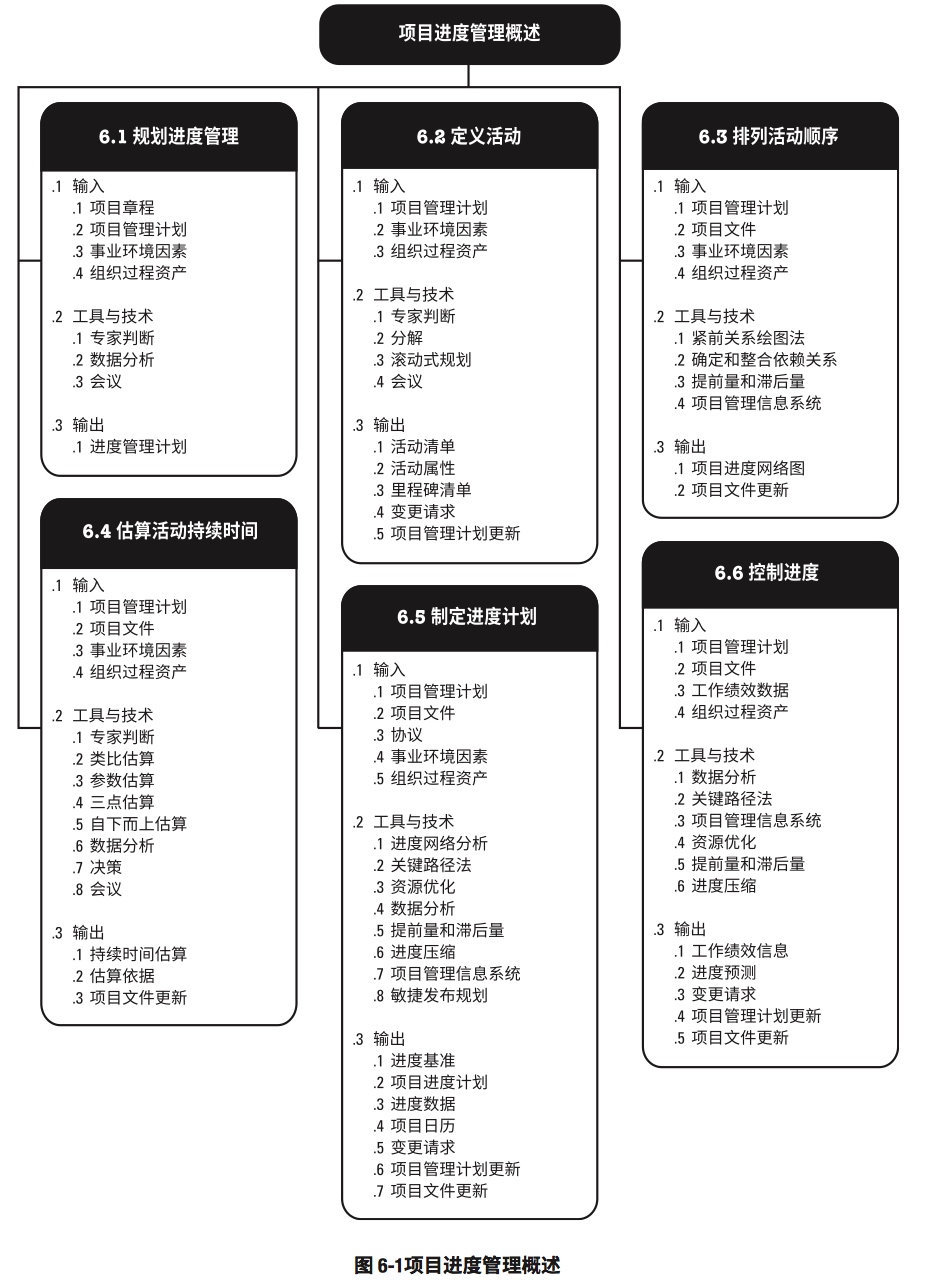 项目进度管理概述
6.1 规划进度管理
.1 输入
.1 项目章程
.2 项目管理计划
.3 事业环境因素
.4 组织过程资产
.2 工具与技术
.1 专家判断
.2 数据分析
.3 会议
.3 输出
.1 进度管理计划
6.2 定义活动
.1 输入
.1 项目管理计划
.2 事业环境因素
.3 组织过程资产
.2 工具与技术
.1 专家判断
.2 分解
.3 滚动式规划
.4 会议
.3 输出
.1 活动清单
.2 活动属性
.3 里程碑清单
.4 变更请求
.5 项目管理计划更新
6.3 排列活动顺序
.1 输入
.1 项目管理计划
.2 项目文件
.3 事业环境因素
.4 组织过程资产
.2 工具与技术
.1 紧前关系绘图法
.2 确定和整合依赖关系
.3 提前量和滞后量
.4 项目管理信息系统
.3 输出
.1 项目进度网络图
.2 项目文件更新
6.4 估算活动持续时间
.1 输入
.1 项目管理计划
.2 项目文件
.3 事业环境因素
.4 组织过程资产
.2 工具与技术
.1 专家判断
.2 类比估算
.3 参数估算
.4 三点估算
.5 自下而上估算
.6 数据分析
.7 决策
.8 会议
.3 输出
.1 持续时间估算
.2 估算依据
.3 项目文件更新
6.5 制定进度计划
.1 输入
.1 项目管理计划
.2 项目文件
.3 协议
.4 事业环境因素
.5 组织过程资产
.2 工具与技术
.1 进度网络分析
.2 关键路径法
.3 资源优化
.4 数据分析
.5 提前量和滞后量
.6 进度压缩
.7 项目管理信息系统
.8 敏捷发布规划
.3 输出
.1 进度基准
.2 项目进度计划
.3 进度数据
.4 项目日历
.5 变更请求
.6 项目管理计划更新
.7 项目文件更新
6.6 控制进度
.1 输入
.1 项目管理计划
.2 项目文件
.3 工作绩效数据
.4 组织过程资产
.2 工具与技术
.1 数据分析
.2 关键路径法
.3 项目管理信息系统
.4 资源优化
.5 提前量和滞后量
.6 进度压缩
.3 输出
.1 工作绩效信息
.2 进度预测
.3 变更请求
.4 项目管理计划更新
.5 项目文件更新
图 6-1项目进度管理概述